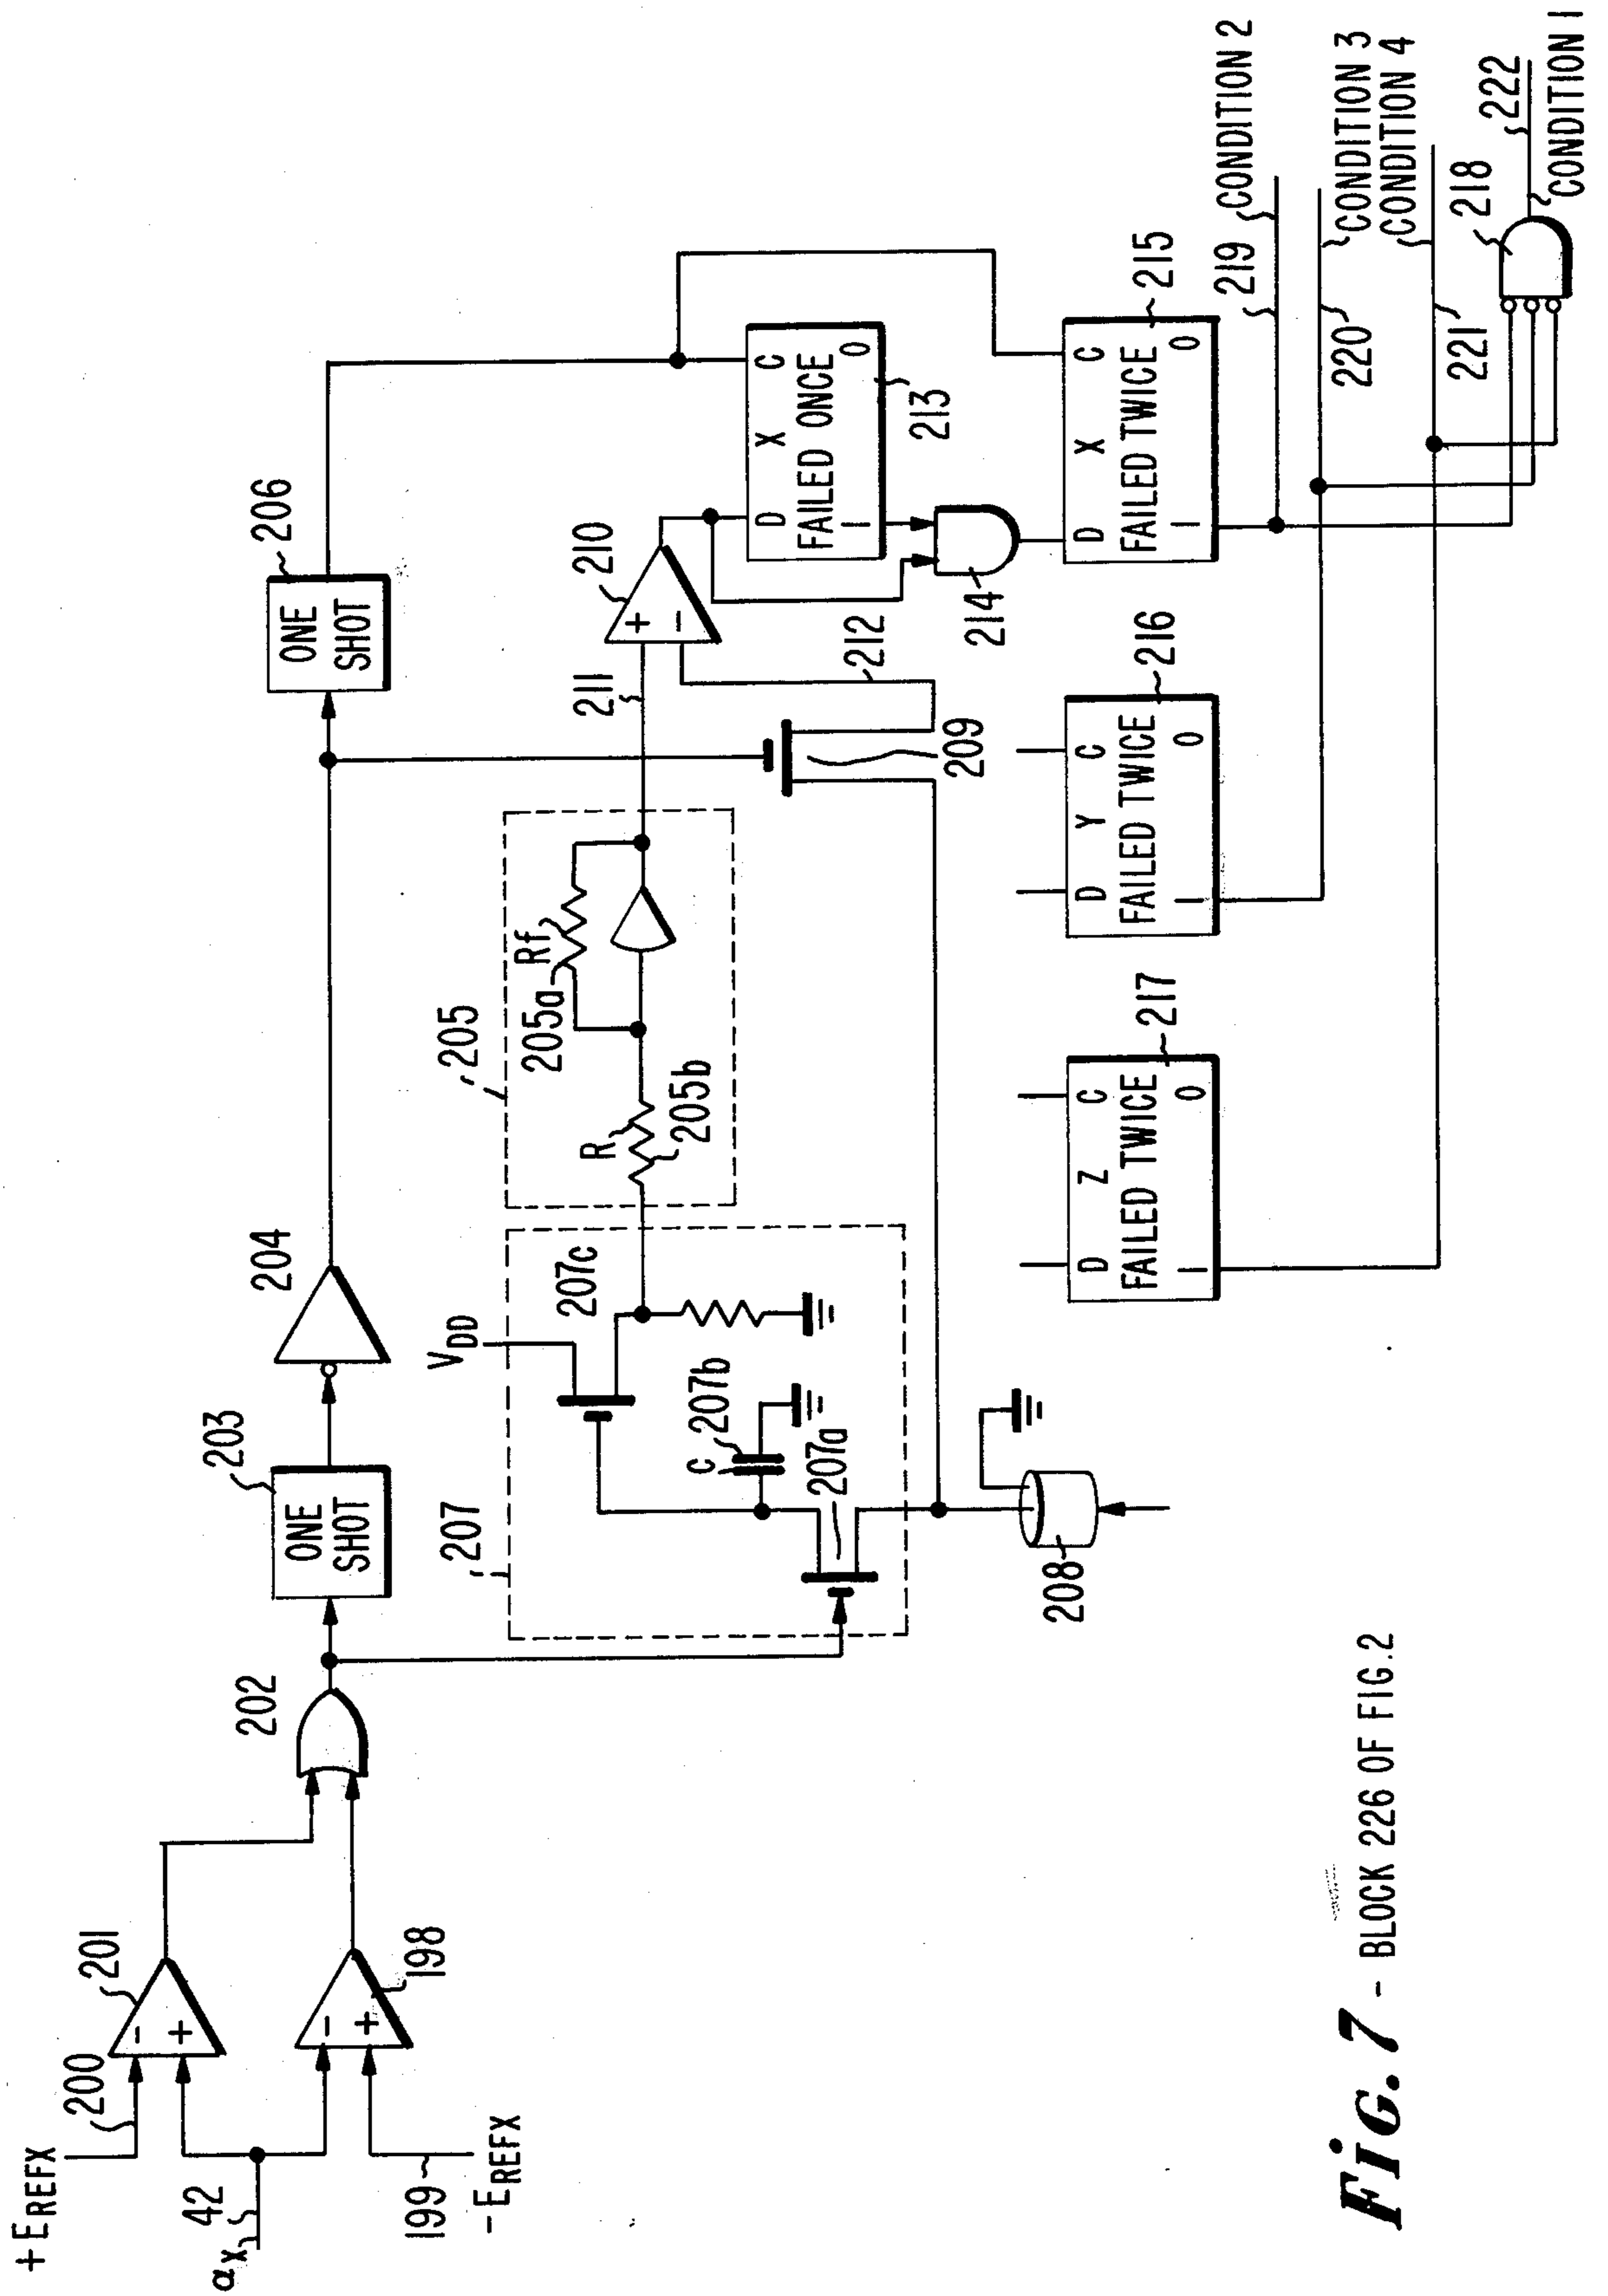 +EREFX
200
201
-
+
αX
42
-
+
198
199
-EREFX
202
203
ONE
SHOT
204
206
ONE
SHOT
207
VDD
207c
C
207b
207a
208
205
205a
Rf
R
205b
211
210
+
-
212
209
D X C
FAILED ONCE
1 0
213
214
D X C
FAILED TWICE
1 0
215
D Y C
FAILED TWICE
1 0
216
D Z C
FAILED TWICE
1 0
217
219
CONDITION 2
220
CONDITION 3
CONDITION 4
221
218
222
CONDITION 1
Fig. 7 - BLOCK 226 OF FIG.2